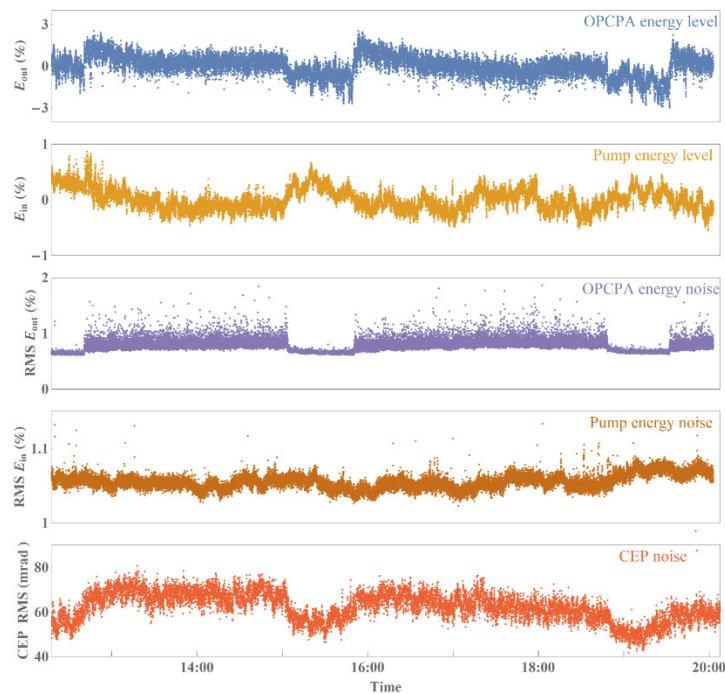 OPCPA energy level
E_out (%)
3
0
−3
Pump energy level
E_in (%)
1
0
−1
OPCPA energy noise
RMS E_out (%)
2
1
0
Pump energy noise
RMS E_in (%)
1.1
1
CEP noise
CEP RMS (mrad)
80
60
40
14:00 16:00 18:00 20:00
Time